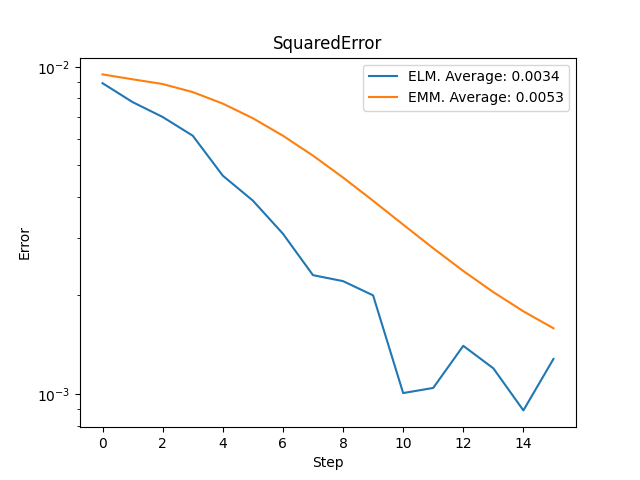 SquaredError
10⁻²
10⁻³
Error
ELM. Average: 0.0034
EMM. Average: 0.0053
0 2 4 6 8 10 12 14
Step